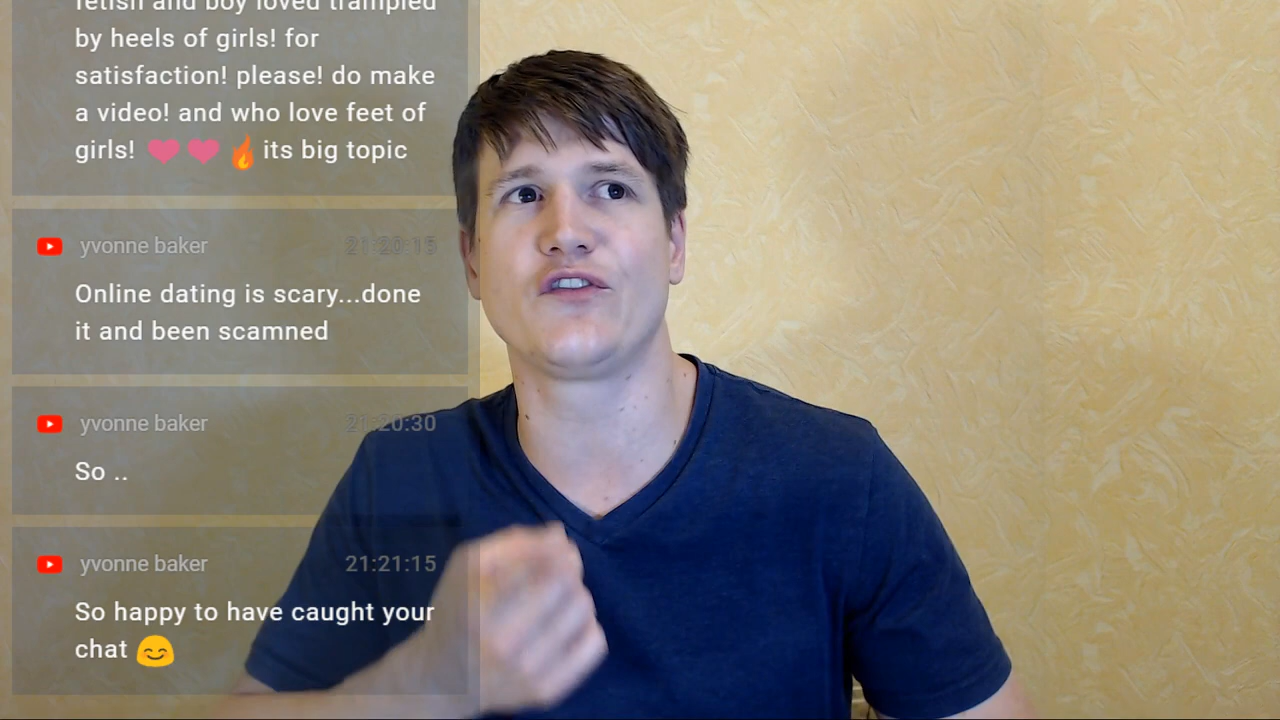 fetish and boy loved trampled
by heels of girls! for
satisfaction! please! do make
a video! and who love feet of
girls! 💗💗🔥its big topic
yvonne baker 21:20:15
Online dating is scary...done
it and been scamned
yvonne baker 21:20:30
So ..
yvonne baker 21:21:15
So happy to have caught your
chat 😊